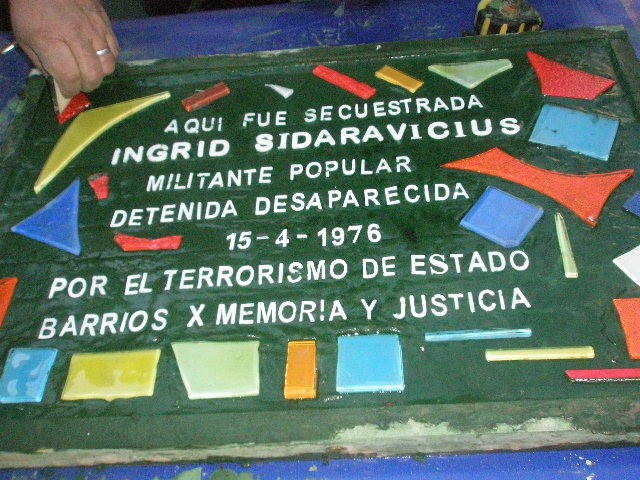 AQUI FUE SECUESTRADA
INGRID SIDARAVICIUS
MILITANTE POPULAR
DETENIDA DESAPARECIDA
15-4-1976
POR EL TERRORISMO DE ESTADO
BARRIOS X MEMORIA Y JUSTICIA